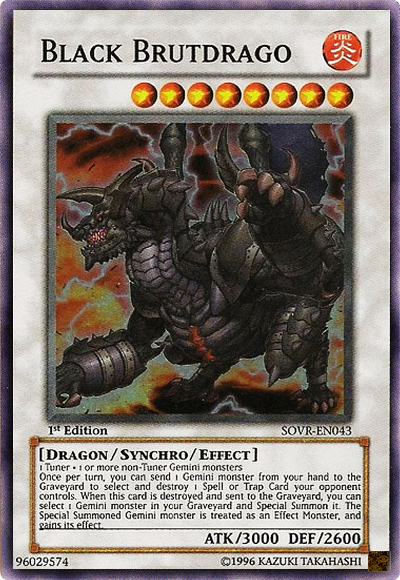 BLACK BRUTDRAGO
FIRE
炎
1st Edition
SOVR-EN043
[DRAGON/SYNCHRO/EFFECT]
1 Tuner + 1 or more non-Tuner Gemini monsters
Once per turn, you can send 1 Gemini monster from your hand to the
Graveyard to select and destroy 1 Spell or Trap Card your opponent
controls. When this card is destroyed and sent to the Graveyard, you can
select 1 Gemini monster in your Graveyard and Special Summon it. The
Special Summoned Gemini monster is treated as an Effect Monster, and
gains its effect.
ATK/3000 DEF/2600
96029574
©1996 KAZUKI TAKAHASHI